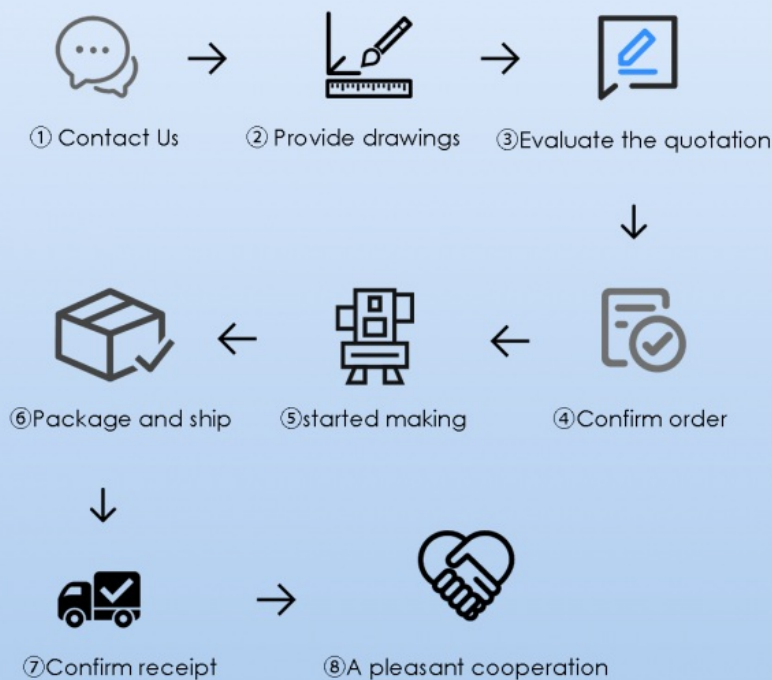 ① Contact Us
② Provide drawings
③Evaluate the quotation
④Confirm order
⑤started making
⑥Package and ship
⑦Confirm receipt
⑧A pleasant cooperation